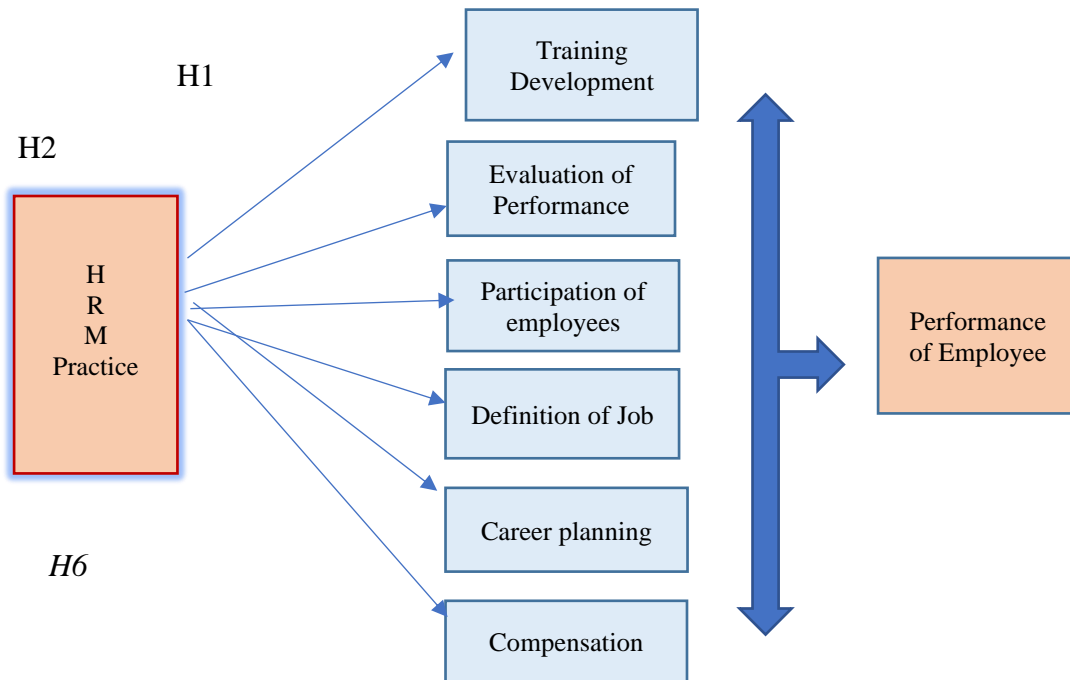 H1
H2
H
R
M
Practice
H6
Training
Development
Evaluation of
Performance
Participation of
employees
Definition of Job
Career planning
Compensation
Performance
of Employee